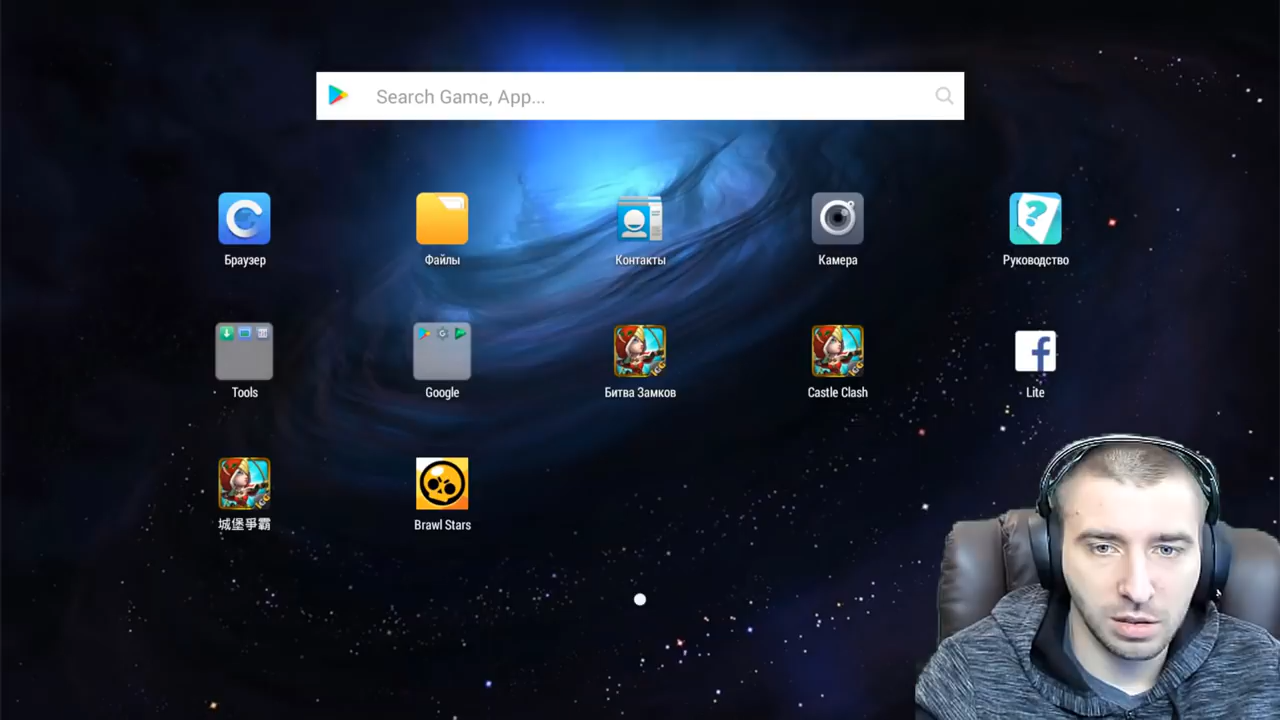 Search Game, App...
Браузер
Файлы
Контакты
Камера
Руководство
Tools
Google
Битва Замков
Castle Clash
Lite
城堡爭霸
Brawl Stars